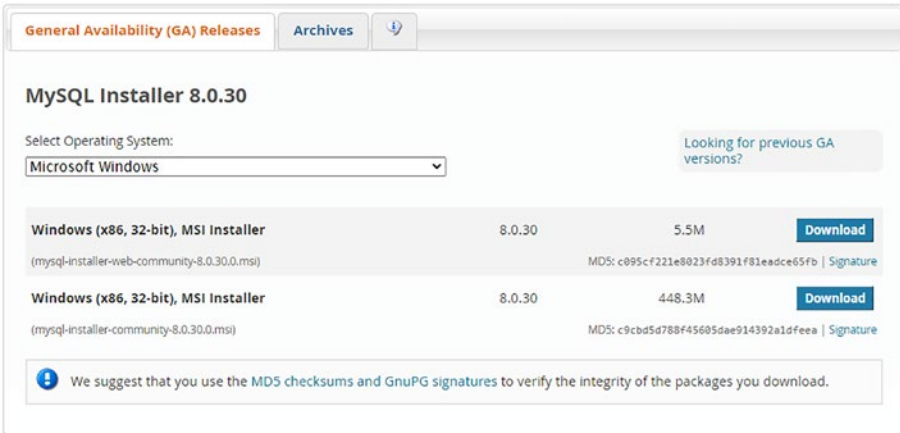 General Availability (GA) Releases
Archives
MySQL Installer 8.0.30
Select Operating System:
Looking for previous GA
versions?
Microsoft Windows
Windows (x86, 32-bit), MSI Installer 8.0.30 5.5M Download
(mysql-installer-web-community-8.0.30.0.msi) MD5: c095cf221e8023fd8391f81eadce65fb | Signature
Windows (x86, 32-bit), MSI Installer 8.0.30 448.3M Download
(mysql-installer-community-8.0.30.0.msi) MD5: c9cbd5d788f45605dae914392a1dfeea | Signature
We suggest that you use the MD5 checksums and GnuPG signatures to verify the integrity of the packages you download.